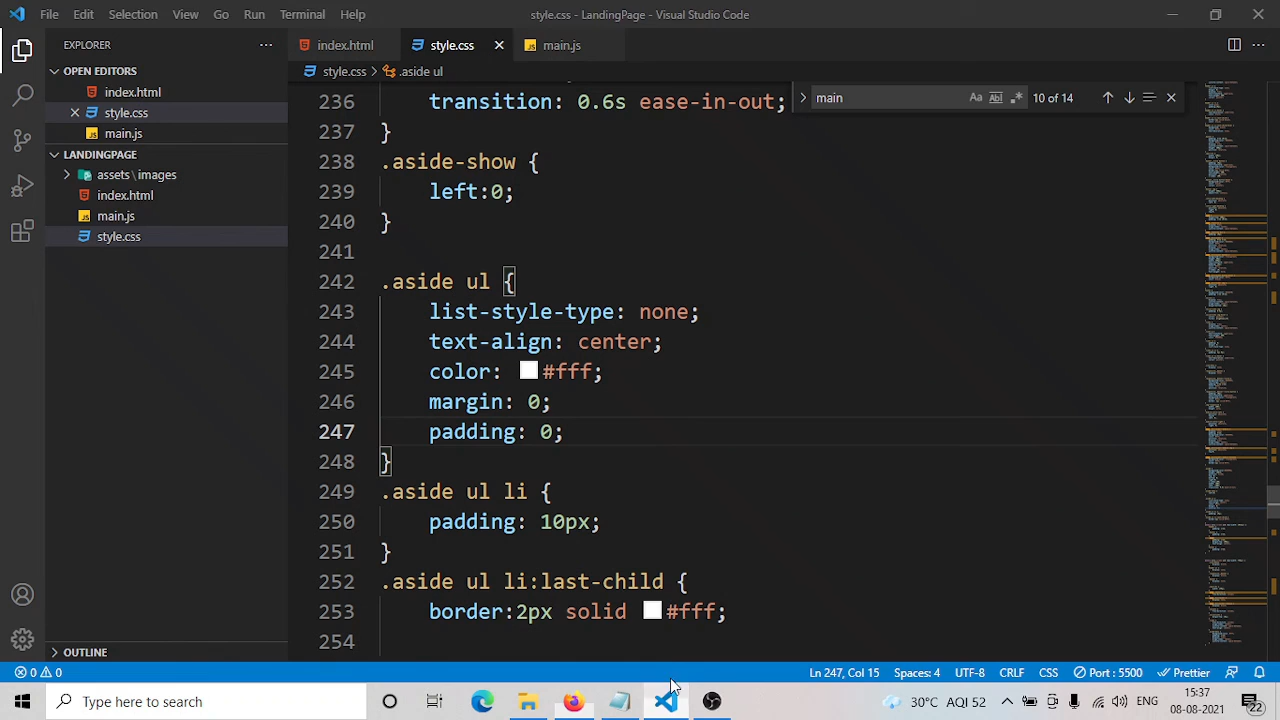 File Edit Selection View Go Run Terminal Help style.css - LandingPage - Visual Studio Code
EXPLORER
index.html style.css main.js
OPEN EDITORS
style.css > .aside ul
index.html
style.css
main.js
LANDINGPAGE
assets\images
index.html
main.js
style.css
OUTLINE
main
Aa ab 10 of 14
236 transition: 0.6s ease-in-out;
237 }
238 .aside-show {
239 left:0;
240 }
241
242 .aside ul {
243 list-style-type: none;
244 text-align: center;
245 color: #fff;
246 margin: 0;
247 padding: 0;
248 }
249 .aside ul li {
250 padding: 10px;
251 }
252 .aside ul li:last-child {
253 border: 2px solid #fff;
254
0 0 Ln 247, Col 15 Spaces: 4 UTF-8 CRLF CSS Port : 5500 Prettier
Type here to search 30°C AQI 52 ENG 15:37
08-08-2021 22